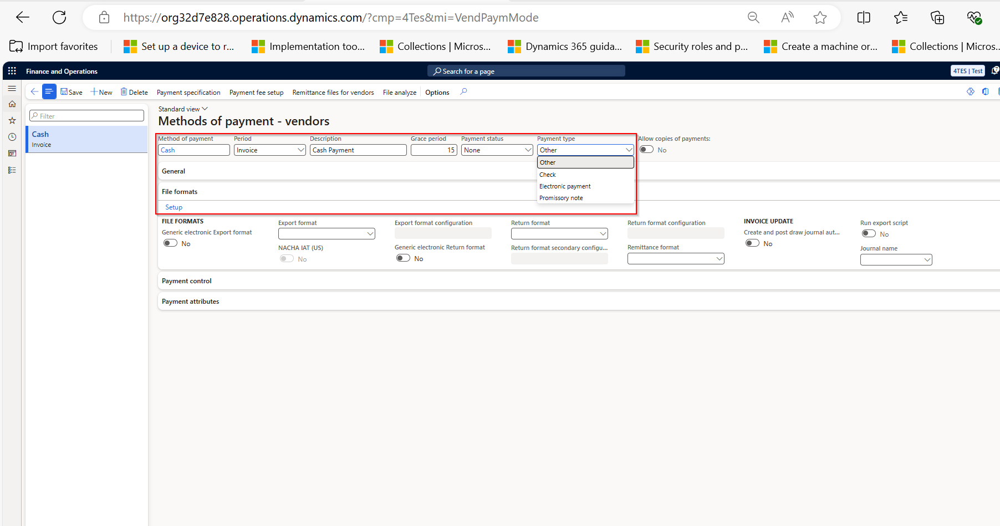 https://org32d7e828.operations.dynamics.com/?cmp=4Tes&mi=VendPaymMode
Import favorites
Set up a device to r...
Implementation too...
Collections | Micros...
Dynamics 365 guida...
Security roles and p...
Create a machine or...
Collections | Micros...
Finance and Operations
Search for a page
4TES | Test
7
Save
New
Delete
Payment specification
Payment fee setup
Remittance files for vendors
File analyze
Options
Filter
Cash
Invoice
Standard view
Methods of payment - vendors
Method of payment
Cash
Period
Invoice
Description
Cash Payment
Grace period
15
Payment status
None
Payment type
Other
Allow copies of payments:
No
Other
Check
Electronic payment
Promissory note
General
File formats
Setup
FILE FORMATS
Generic electronic Export format
No
Export format
NACHA IAT (US)
No
Export format configuration
Generic electronic Return format
No
Return format
Return format secondary configu...
Return format configuration
Remittance format
INVOICE UPDATE
Create and post draw journal aut...
No
Run export script
No
Journal name
Payment control
Payment attributes